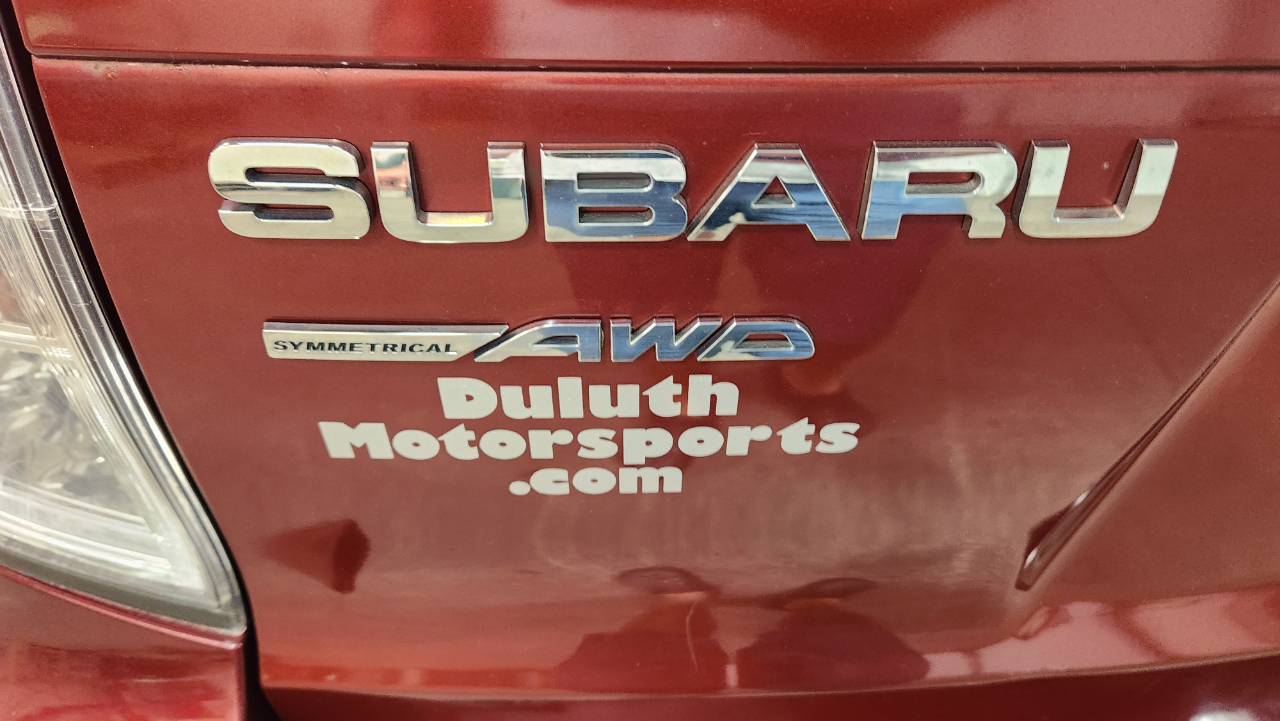 SUBARU
SYMMETRICAL AWD
Duluth
Motorsports
.com